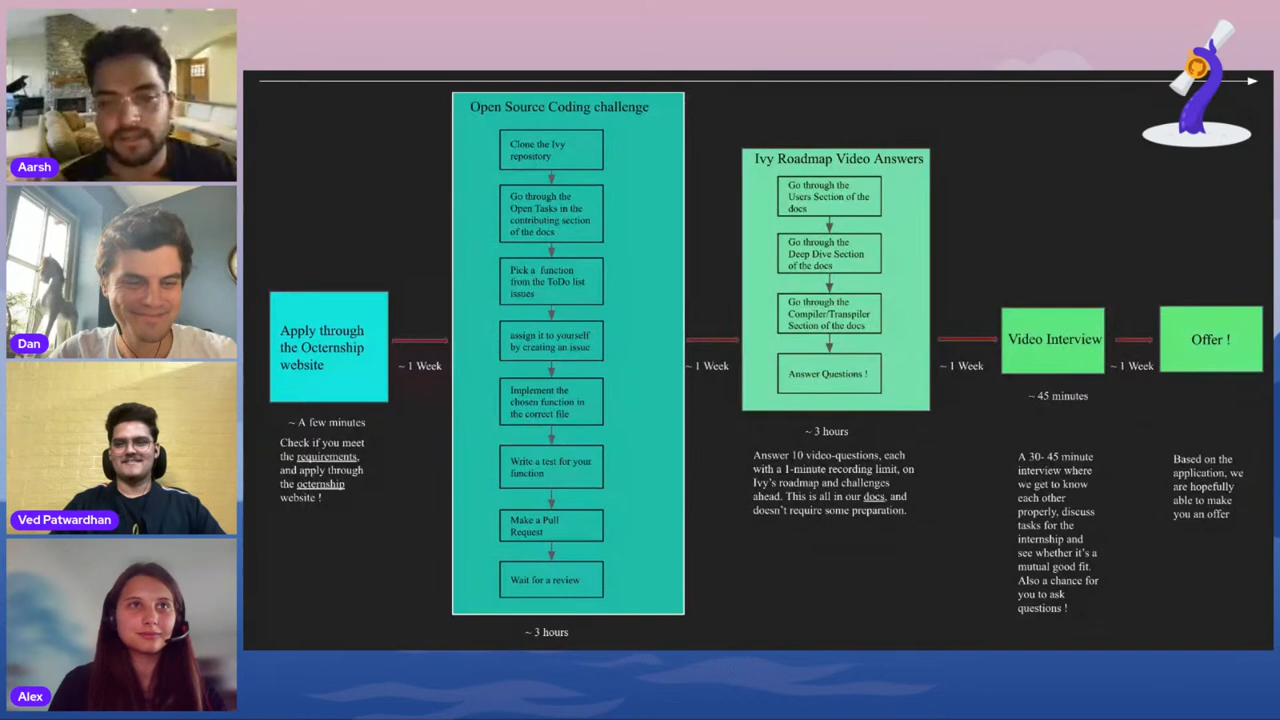 Aarsh
Dan
Ved Patwardhan
Alex
Apply through
the Octernship
website
~ A few minutes
Check if you meet
the requirements,
and apply through
the octernship
website !
~ 1 Week
Open Source Coding challenge
Clone the Ivy
repository
Go through the
Open Tasks in the
contributing section
of the docs
Pick a function
from the ToDo list
issues
assign it to yourself
by creating an issue
Implement the
chosen function in
the correct file
Write a test for your
function
Make a Pull
Request
Wait for a review
~ 3 hours
~ 1 Week
Ivy Roadmap Video Answers
Go through the
Users Section of the
docs
Go through the
Deep Dive Section
of the docs
Go through the
Compiler/Transpiler
Section of the docs
Answer Questions !
~ 3 hours
Answer 10 video-questions, each
with a 1-minute recording limit, on
Ivy's roadmap and challenges
ahead. This is all in our docs, and
doesn't require some preparation.
~ 1 Week
Video Interview
~ 45 minutes
A 30- 45 minute
interview where
we get to know
each other
properly, discuss
tasks for the
internship and
see whether it's a
mutual good fit.
Also a chance for
you to ask
questions !
~ 1 Week
Offer !
Based on the
application, we
are hopefully
able to make
you an offer